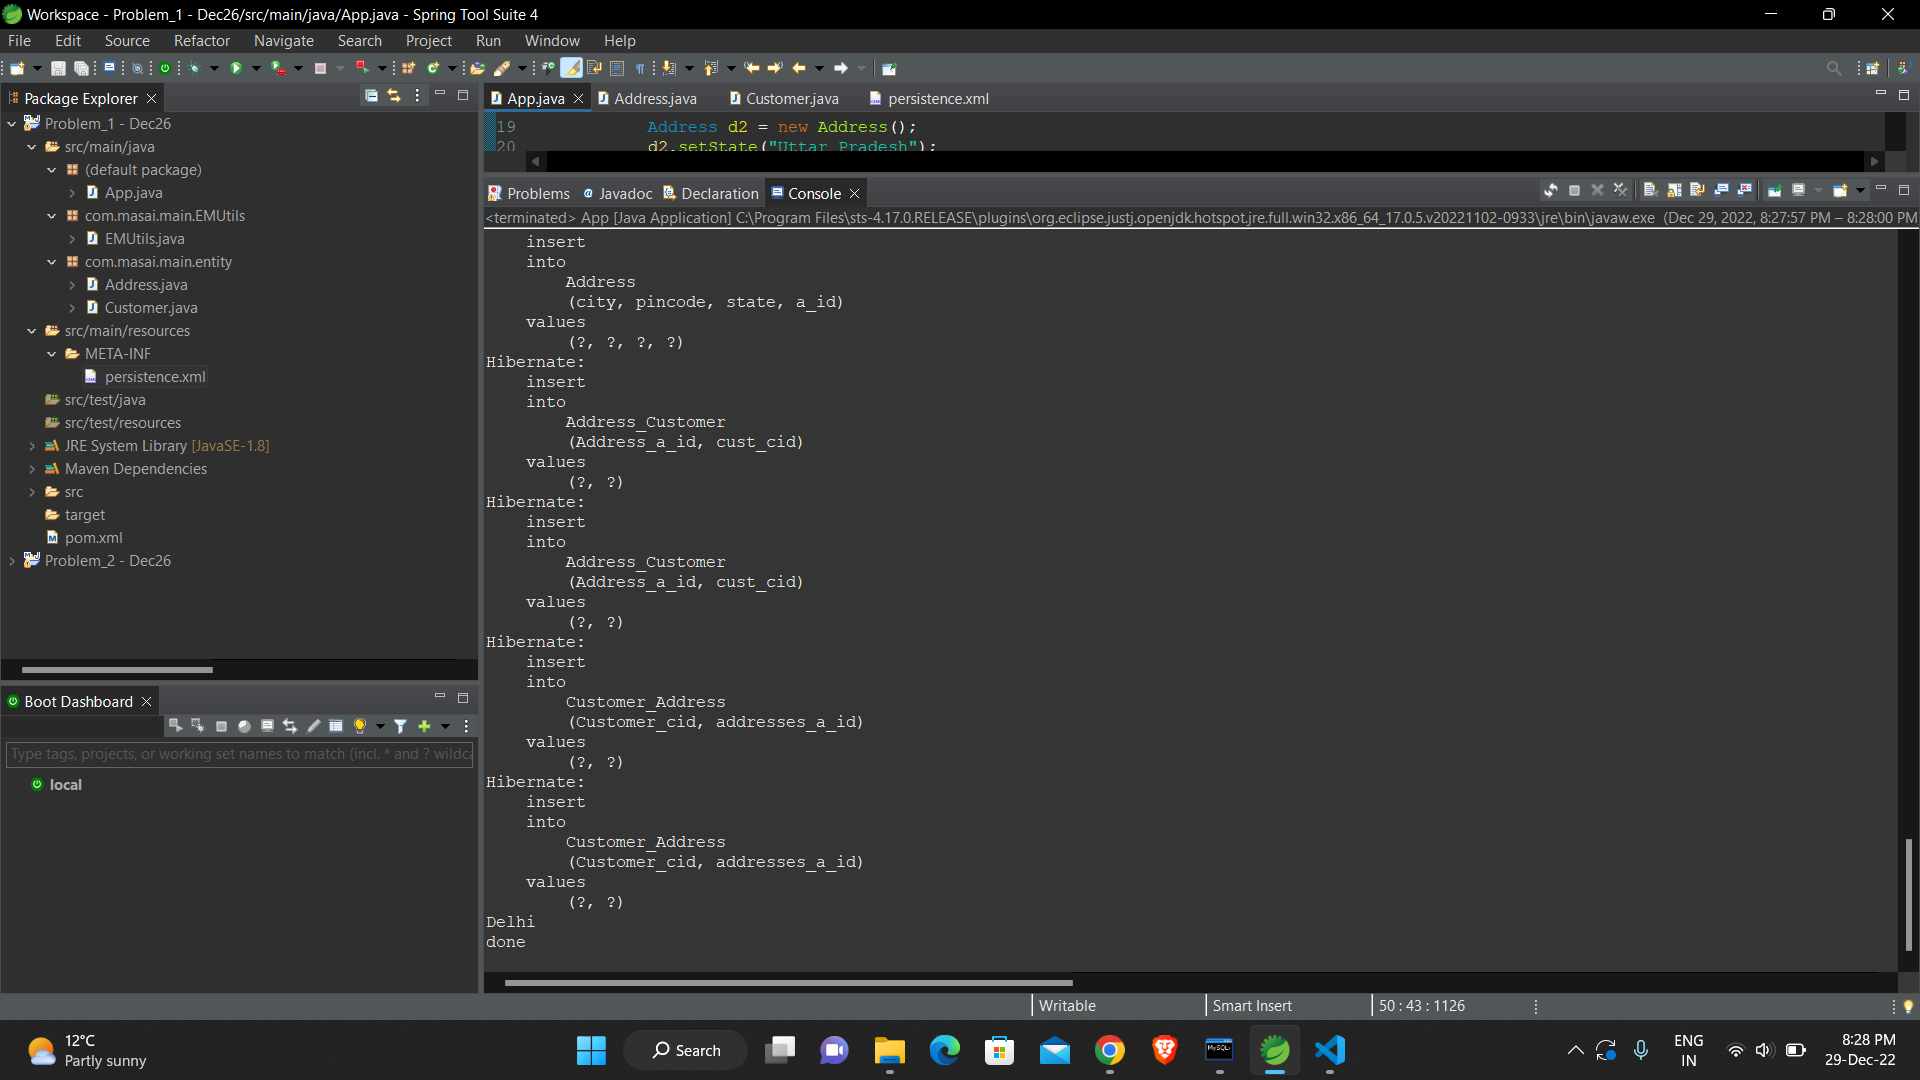 Workspace - Problem_1 - Dec26/src/main/java/App.java - Spring Tool Suite 4
File Edit Source Refactor Navigate Search Project Run Window Help
Package Explorer
Problem_1 - Dec26
src/main/java
(default package)
App.java
com.masai.main.EMUtils
EMUtils.java
com.masai.main.entity
Address.java
Customer.java
src/main/resources
META-INF
persistence.xml
src/test/java
src/test/resources
JRE System Library [JavaSE-1.8]
Maven Dependencies
src
target
pom.xml
Problem_2 - Dec26
Boot Dashboard
Type tags, projects, or working set names to match (incl. * and ? wildca
local
App.java Address.java Customer.java persistence.xml
19 Address d2 = new Address();
20 d2.setState("Uttar Pradesh");
Problems Javadoc Declaration Console
<terminated> App [Java Application] C:\Program Files\sts-4.17.0.RELEASE\plugins\org.eclipse.justj.openjdk.hotspot.jre.full.win32.x86_64_17.0.5.v20221102-0933\jre\bin\javaw.exe (Dec 29, 2022, 8:27:57 PM – 8:28:00 PM
insert
into
Address
(city, pincode, state, a_id)
values
(?, ?, ?, ?)
Hibernate:
insert
into
Address_Customer
(Address_a_id, cust_cid)
values
(?, ?)
Hibernate:
insert
into
Address_Customer
(Address_a_id, cust_cid)
values
(?, ?)
Hibernate:
insert
into
Customer_Address
(Customer_cid, addresses_a_id)
values
(?, ?)
Hibernate:
insert
into
Customer_Address
(Customer_cid, addresses_a_id)
values
(?, ?)
Delhi
done
Writable Smart Insert 50 : 43 : 1126
12°C
Partly sunny
Search
MySQL
ENG
IN
8:28 PM
29-Dec-22